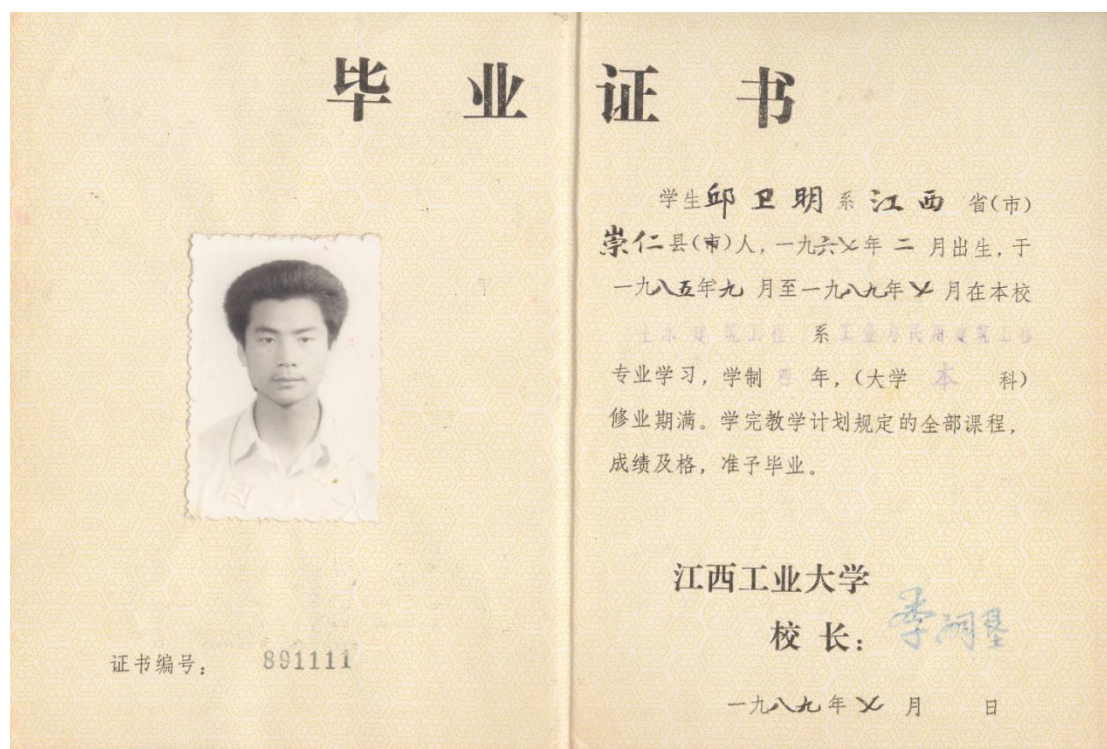 毕业证书
学生邱卫明系江西省(市)
崇仁县(市)人，一九六七年二月出生，于
一九八五年九月至一九八九年七月在本校
土木建筑工程系工业与民用建筑工程
专业学习，学制四年，(大学本科)
修业期满。学完教学计划规定的全部课程，
成绩及格，准予毕业。
江西工业大学
校长：
一九八九年七月 日
证书编号：891111